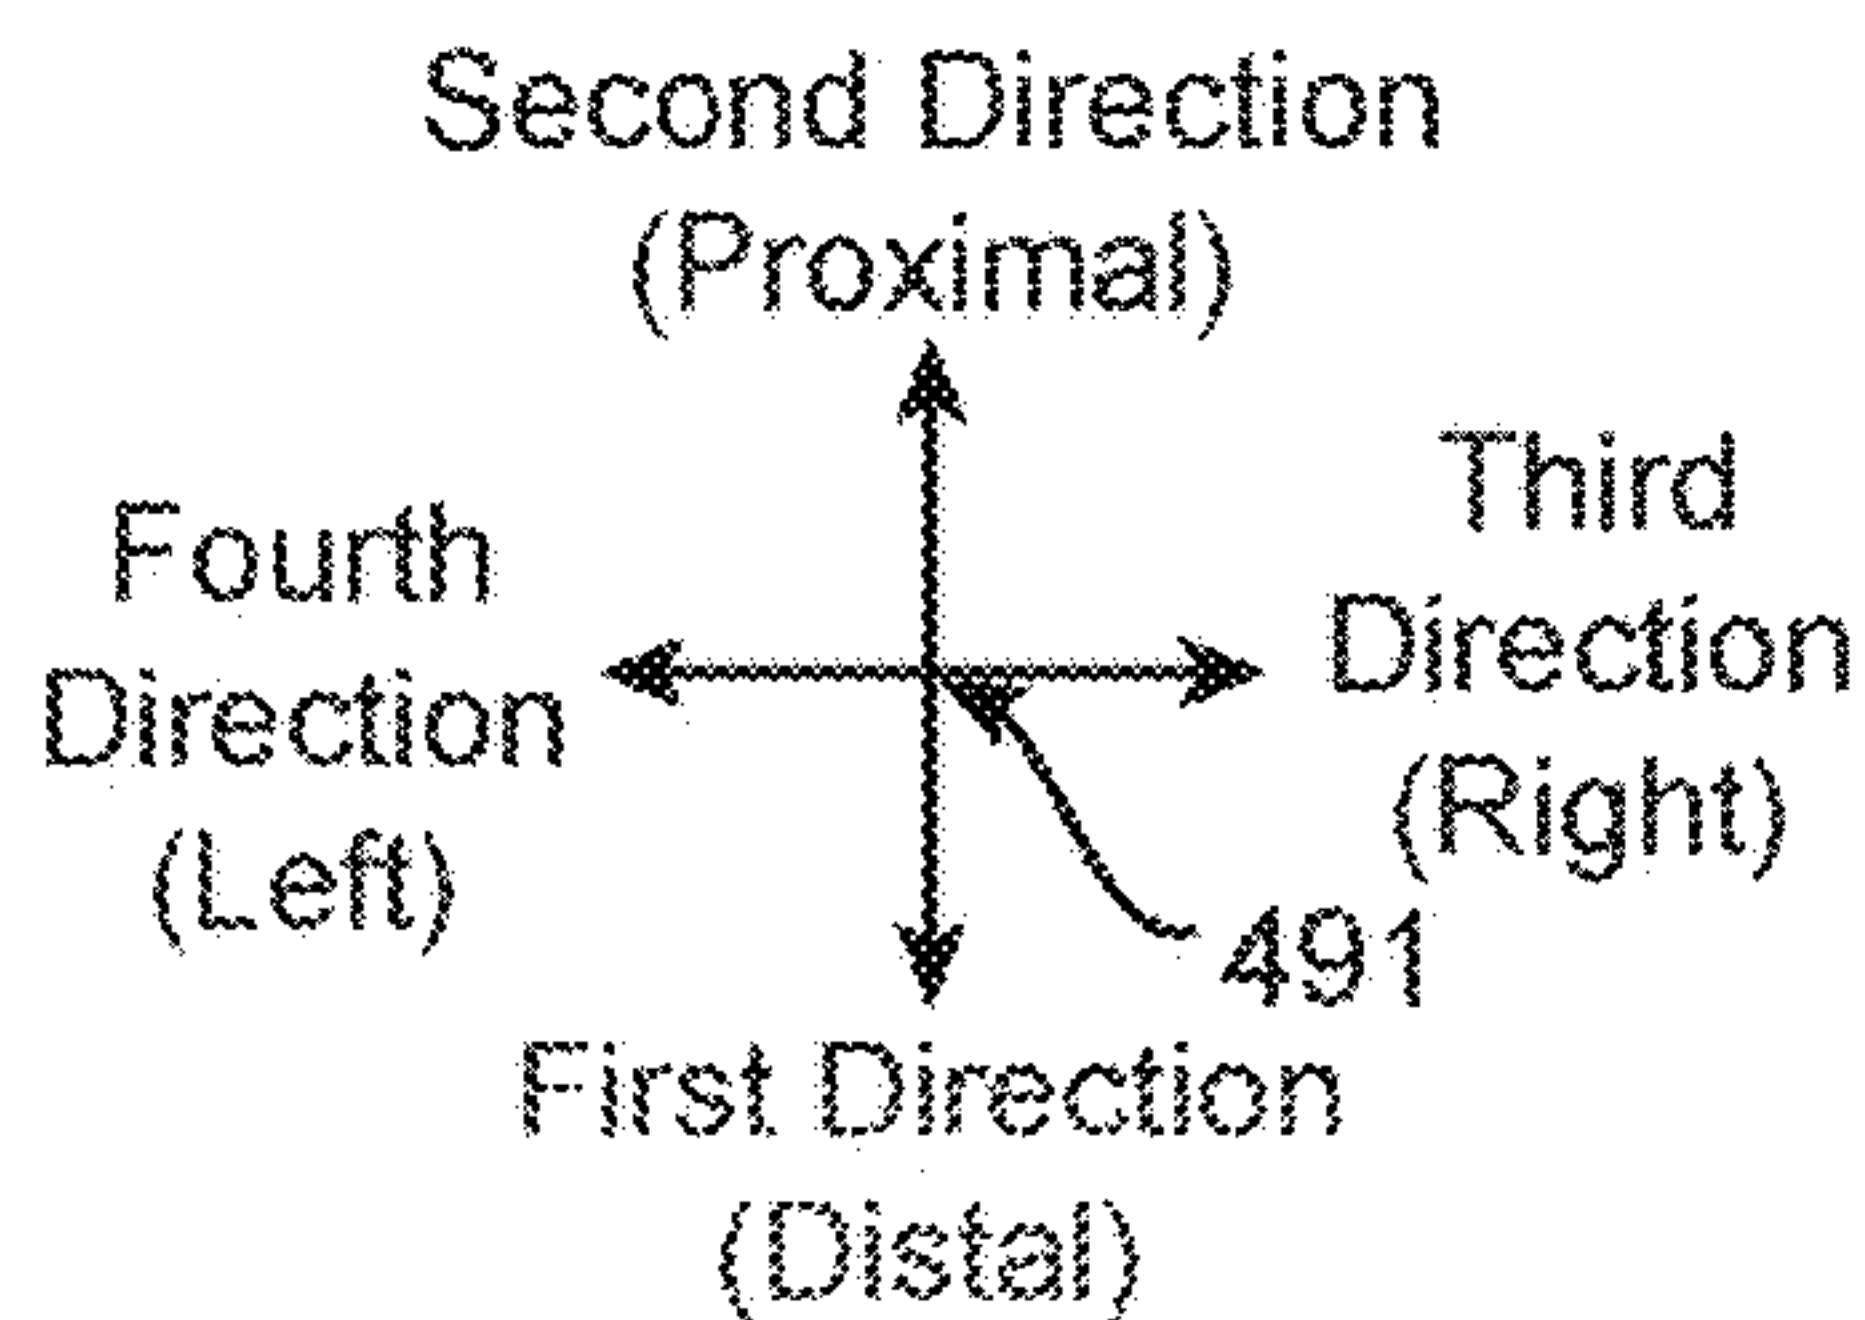 Second Direction
(Proximal)
Third
Direction
(Right)
Fourth
Direction
(Left)
491
First Direction
(Distal)